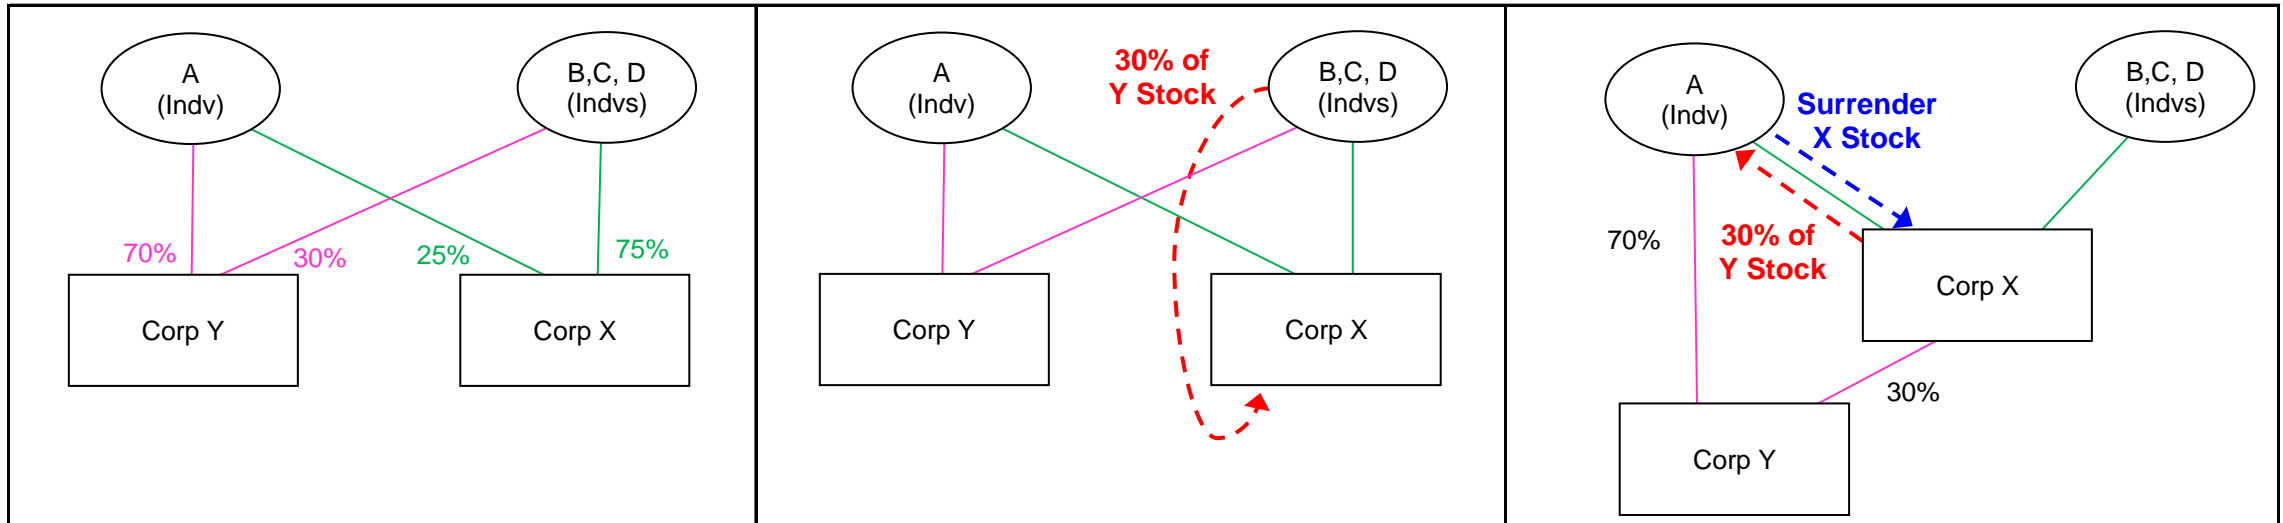 A
(Indv)
B,C, D
(Indvs)
70%
30%
25%
75%
Corp Y
Corp X
30% of
Y Stock
A
(Indv)
B,C, D
(Indvs)
Corp Y
Corp X
A
(Indv)
B,C, D
(Indvs)
Surrender
X Stock
70%
30% of
Y Stock
Corp X
30%
Corp Y